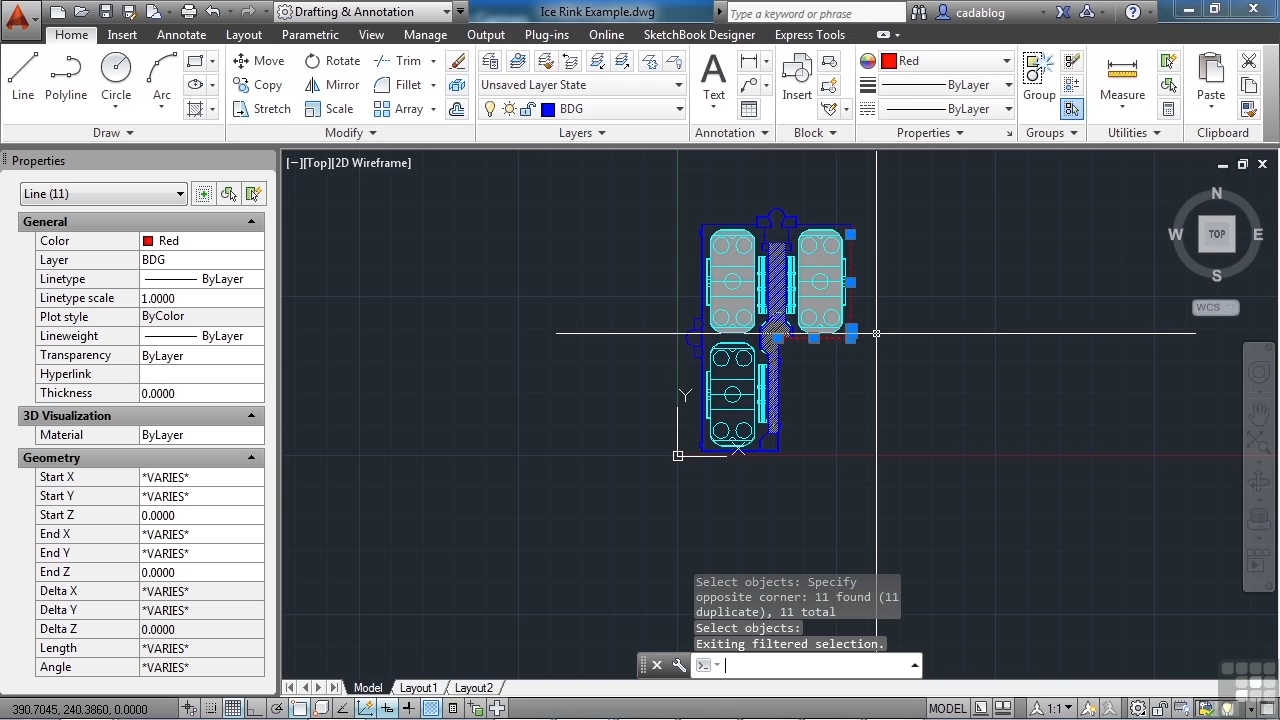 Drafting & Annotation
Ice Rink Example.dwg
Type a keyword or phrase
cadablog
Home Insert Annotate Layout Parametric View Manage Output Plug-ins Online SketchBook Designer Express Tools
Line
Polyline
Circle
Arc
Move
Rotate
Trim
Copy
Mirror
Fillet
Stretch
Scale
Array
Unsaved Layer State
BDG
Text
Insert
Red
ByLayer
ByLayer
Group
Measure
Paste
Draw
Modify
Layers
Annotation
Block
Properties
Groups
Utilities
Clipboard
Properties
Line (11)
General
Color Red
Layer BDG
Linetype ByLayer
Linetype scale 1.0000
Plot style ByColor
Lineweight ByLayer
Transparency ByLayer
Hyperlink
Thickness 0.0000
3D Visualization
Material ByLayer
Geometry
Start X *VARIES*
Start Y *VARIES*
Start Z 0.0000
End X *VARIES*
End Y *VARIES*
End Z 0.0000
Delta X *VARIES*
Delta Y *VARIES*
Delta Z 0.0000
Length *VARIES*
Angle *VARIES*
[−][Top][2D Wireframe]
N
W
TOP
E
S
WCS
Y
X
Select objects: Specify
opposite corner: 11 found (11
duplicate), 11 total
Select objects:
Exiting filtered selection.
Model Layout1 Layout2
390.7045, 240.3860, 0.0000
MODEL
1:1